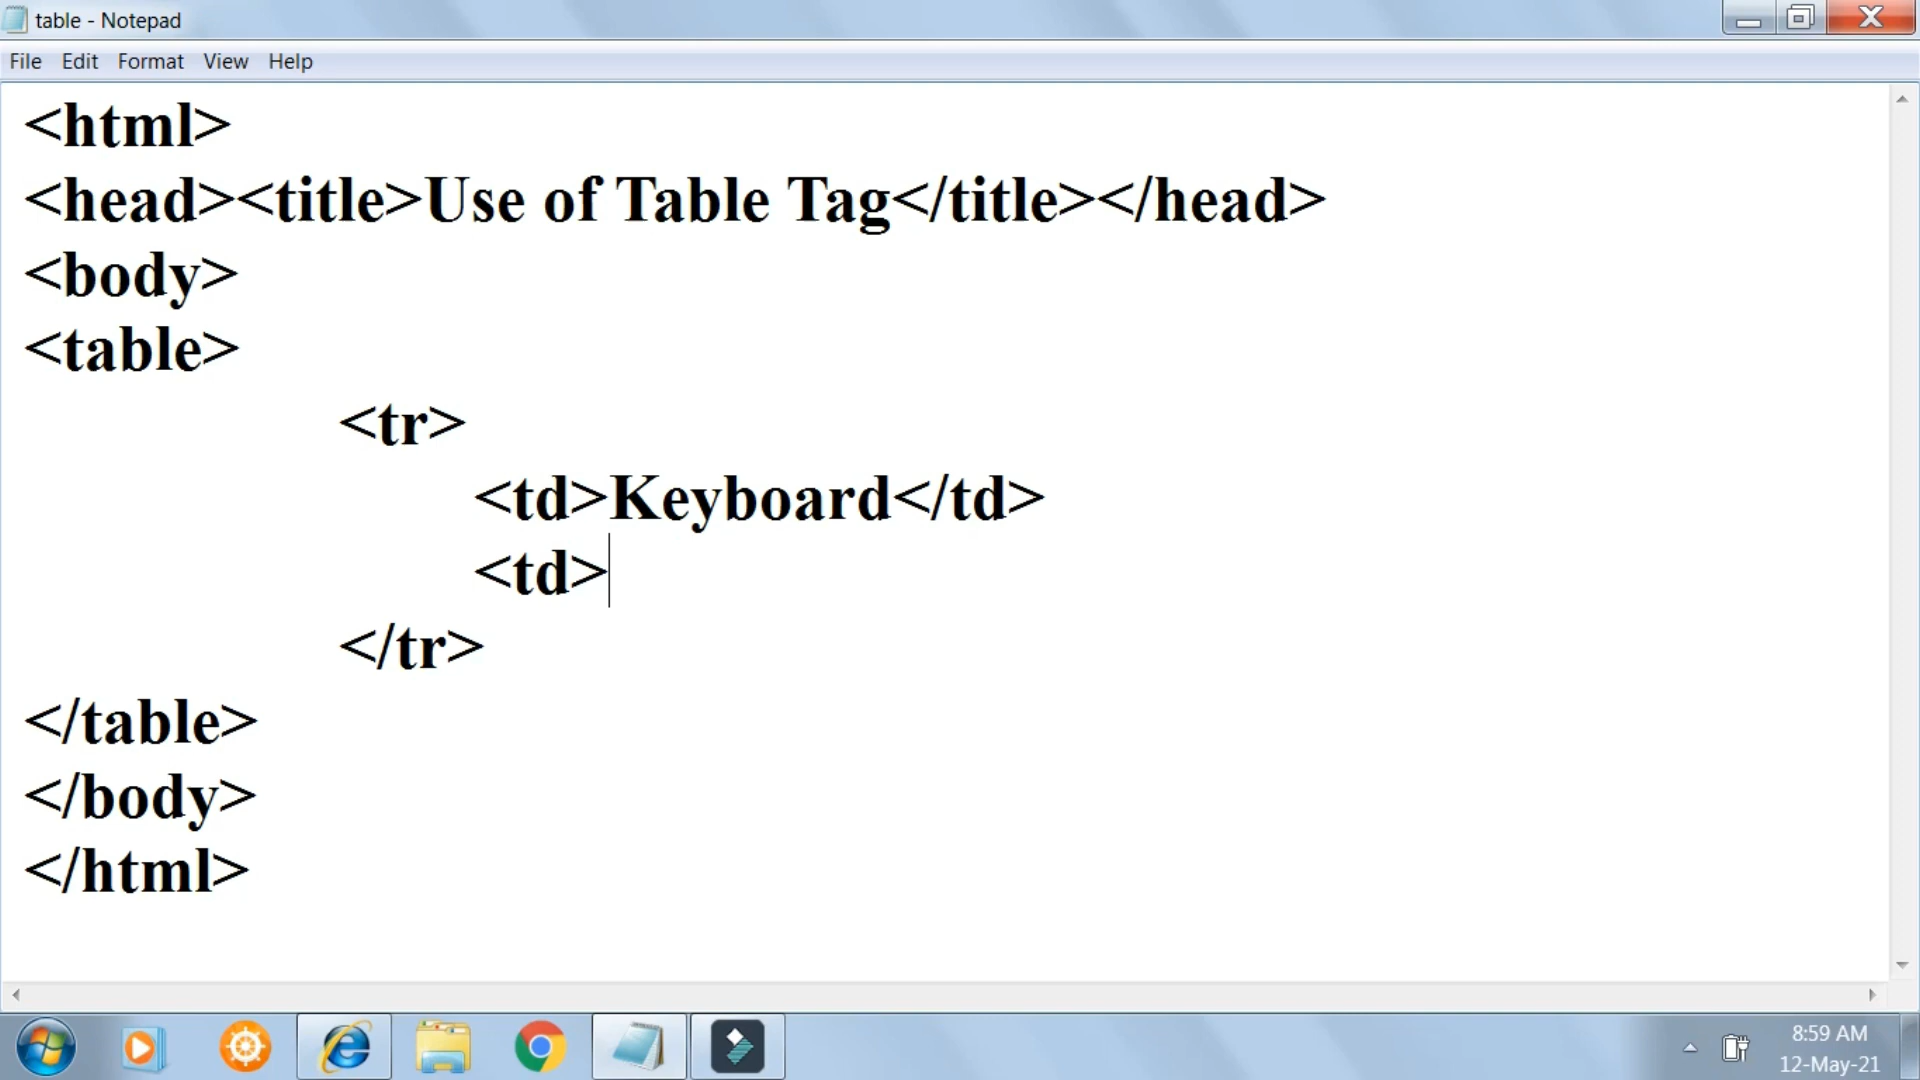 table - Notepad
File Edit Format View Help
<html>
<head><title>Use of Table Tag</title></head>
<body>
<table>
<tr>
<td>Keyboard</td>
<td>
</tr>
</table>
</body>
</html>
8:59 AM
12-May-21